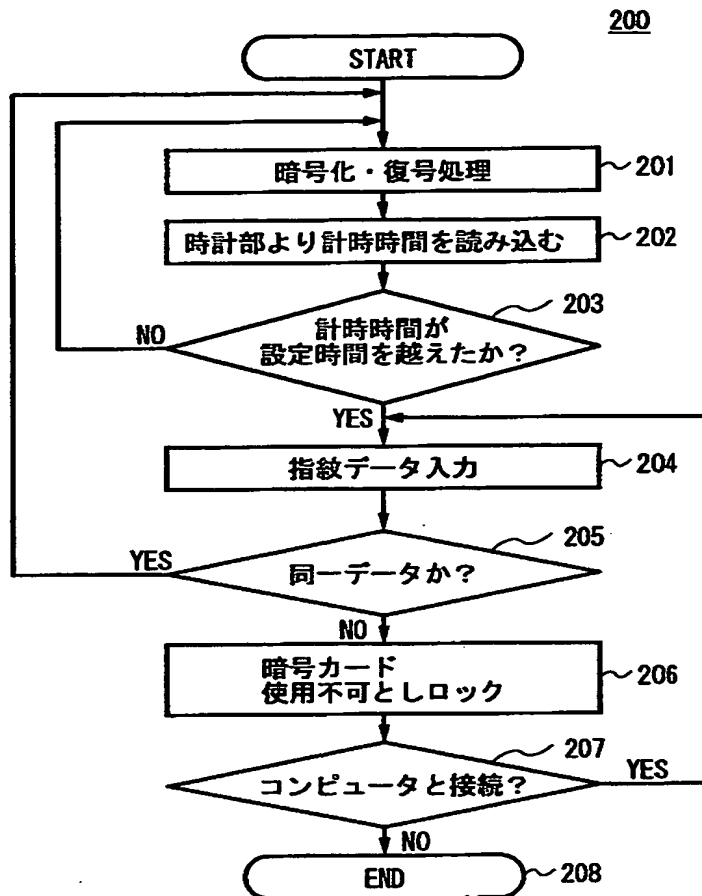 200
START
暗号化・復号処理
201
時計部より計時時間を読み込む
202
203
計時時間が
設定時間を越えたか？
NO
YES
指紋データ入力
204
205
YES
同一データか？
NO
暗号カード
使用不可としロック
206
207
コンピュータと接続？
YES
NO
END
208